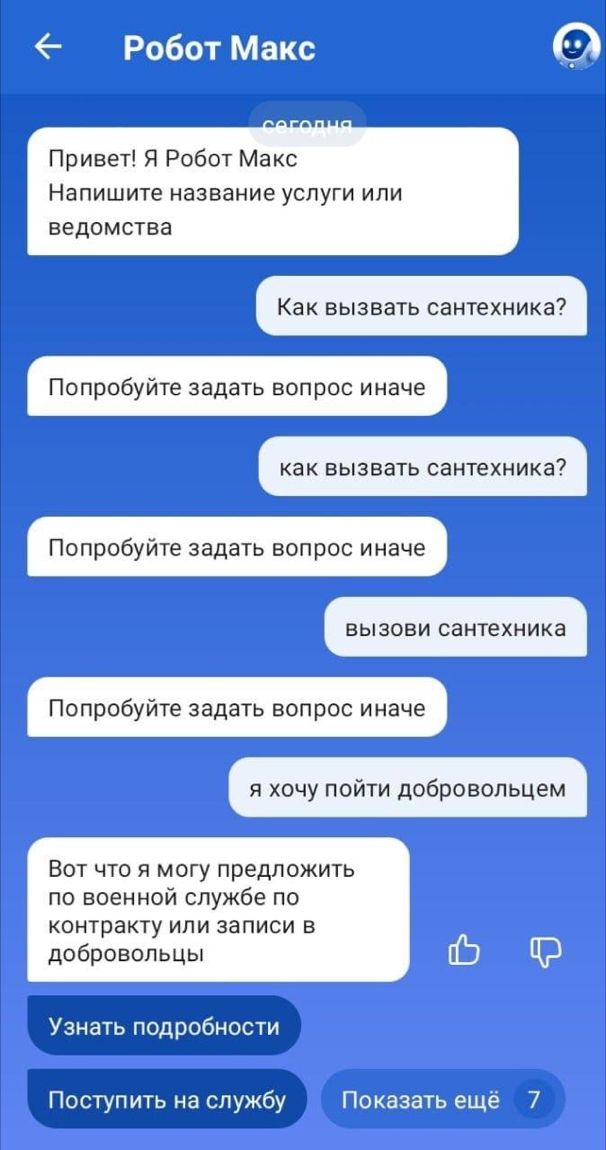 Робот Макс
сегодня
Привет! Я Робот Макс
Напишите название услуги или
ведомства
Как вызвать сантехника?
Попробуйте задать вопрос иначе
как вызвать сантехника?
Попробуйте задать вопрос иначе
вызови сантехника
Попробуйте задать вопрос иначе
я хочу пойти добровольцем
Вот что я могу предложить
по военной службе по
контракту или записи в
добровольцы
Узнать подробности
Поступить на службу
Показать ещё 7